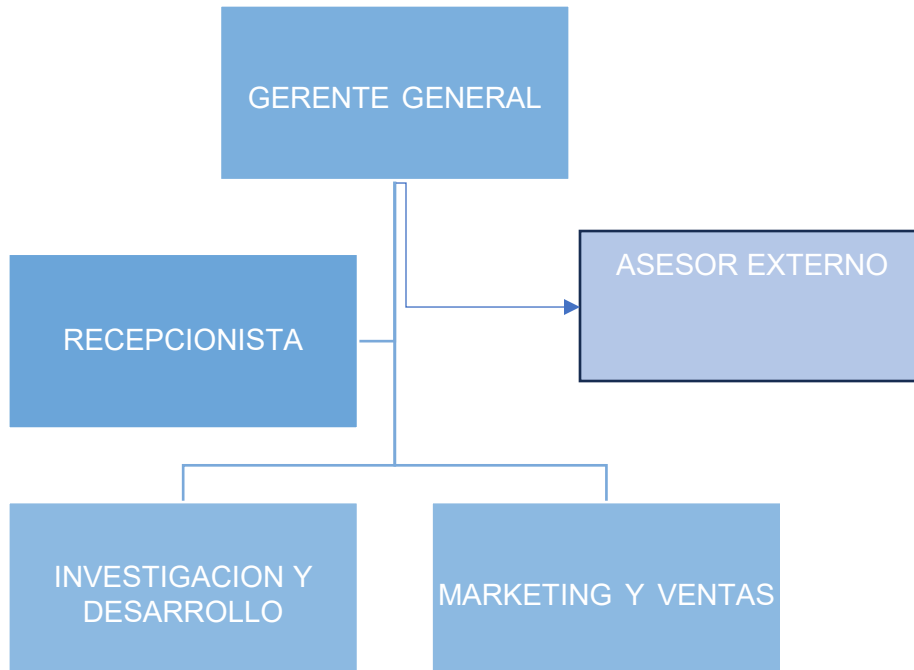 GERENTE GENERAL
ASESOR EXTERNO
RECEPCIONISTA
INVESTIGACION Y
DESARROLLO
MARKETING Y VENTAS